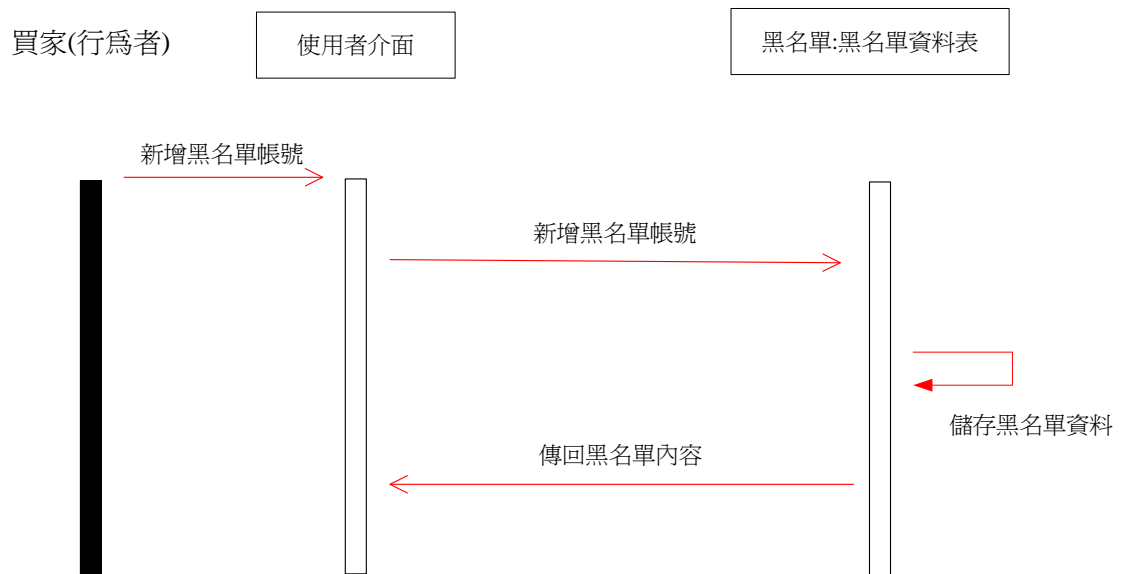 買家(行為者)
使用者介面
黑名單:黑名單資料表
新增黑名單帳號
新增黑名單帳號
儲存黑名單資料
傳回黑名單內容